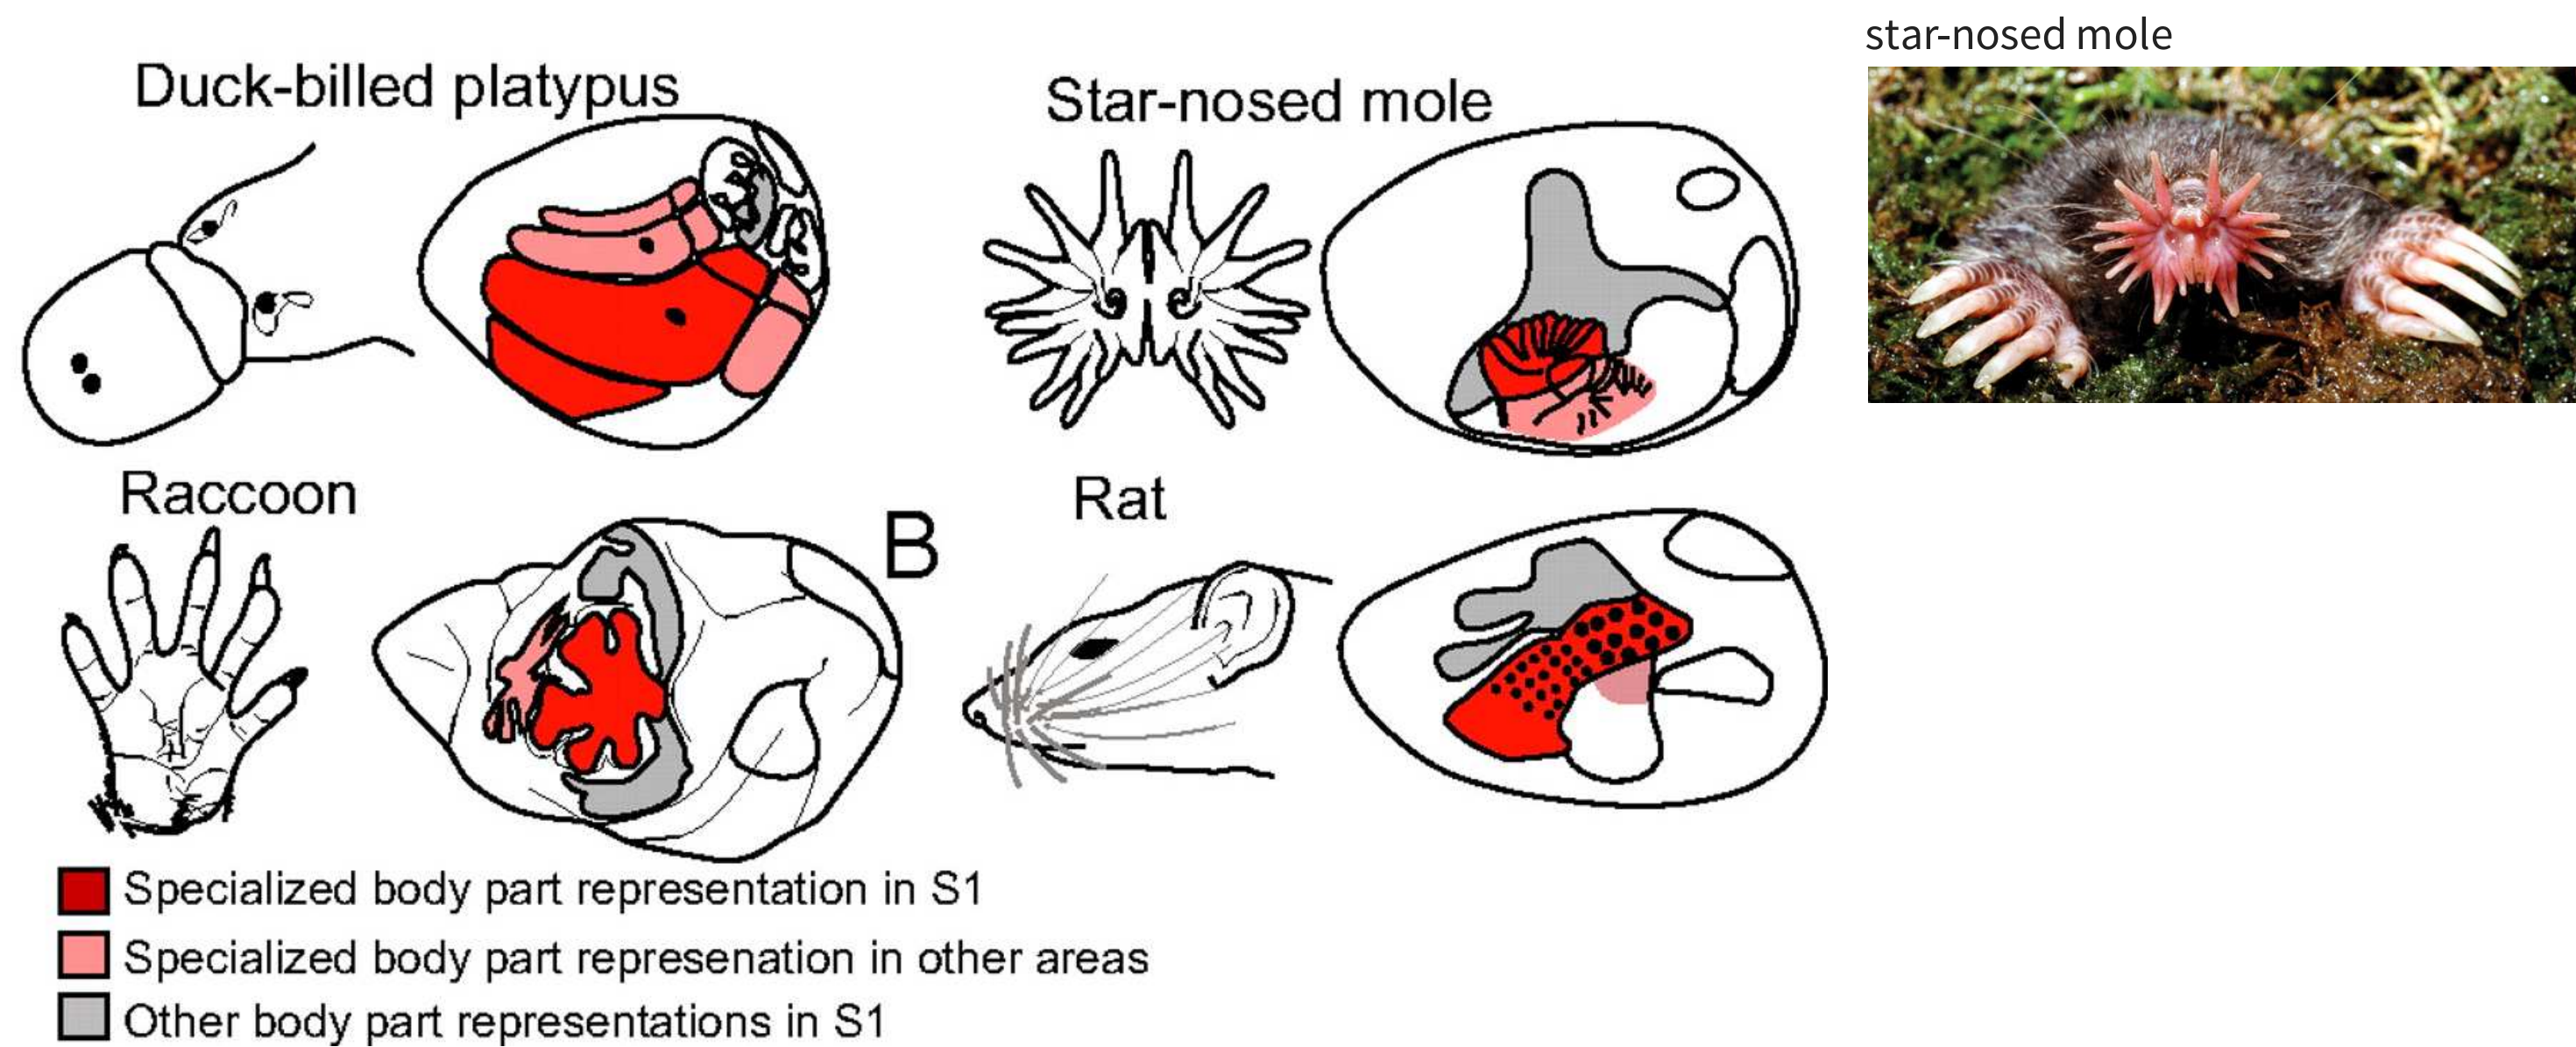 star-nosed mole
Duck-billed platypus
Star-nosed mole
Raccoon
B
Rat
Specialized body part representation in S1
Specialized body part represenation in other areas
Other body part representations in S1